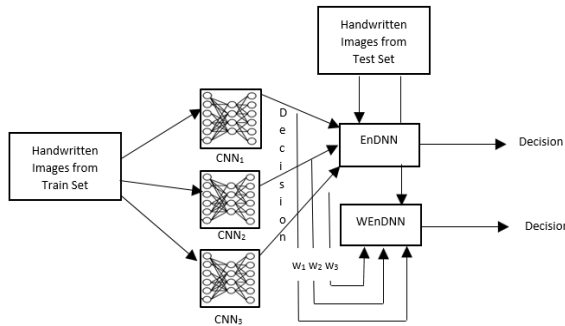 Handwritten
Images from
Test Set
Handwritten
Images from
Train Set
CNN1
CNN2
CNN3
Decision
EnDNN
Decision
WEnDNN
Decision
w1 w2 w3